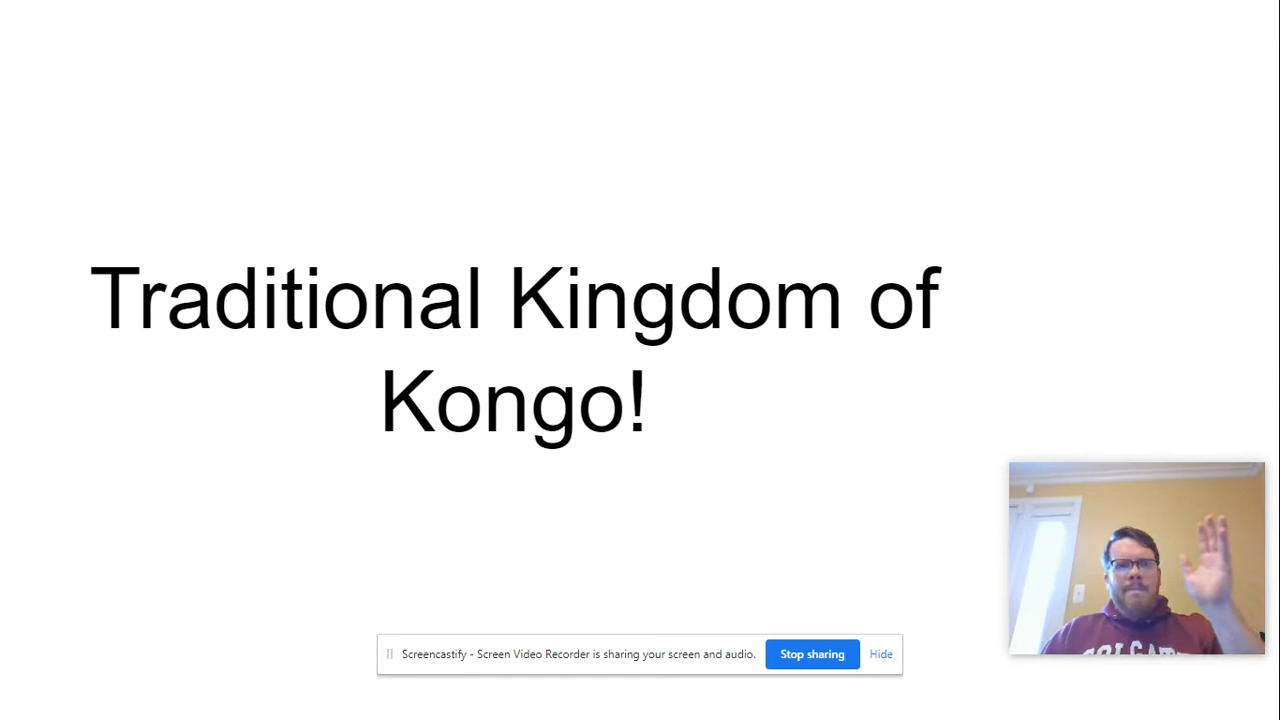 Traditional Kingdom of
Kongo!
Screencastify - Screen Video Recorder is sharing your screen and audio.
Stop sharing
Hide